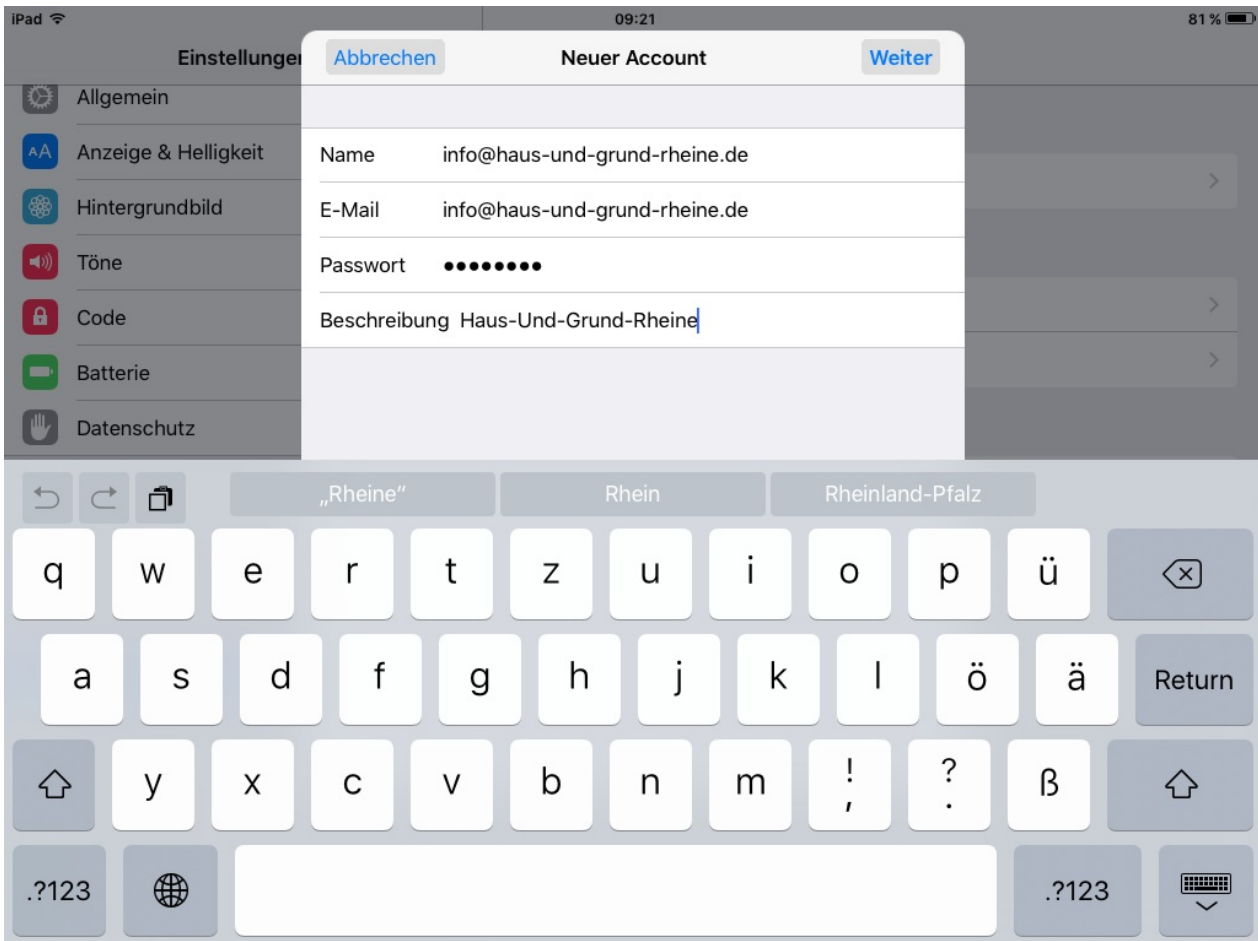 iPad 09:21 81 %
Einstellungen
Abbrechen Neuer Account Weiter
Allgemein
Anzeige & Helligkeit
Hintergrundbild
Töne
Code
Batterie
Datenschutz
Name info@haus-und-grund-rheine.de
E-Mail info@haus-und-grund-rheine.de
Passwort ••••••••
Beschreibung Haus-Und-Grund-Rheine
„Rheine“ Rhein Rheinland-Pfalz
q w e r t z u i o p ü
a s d f g h j k l ö ä Return
y x c v b n m ! , ? . ß
.?123 .?123